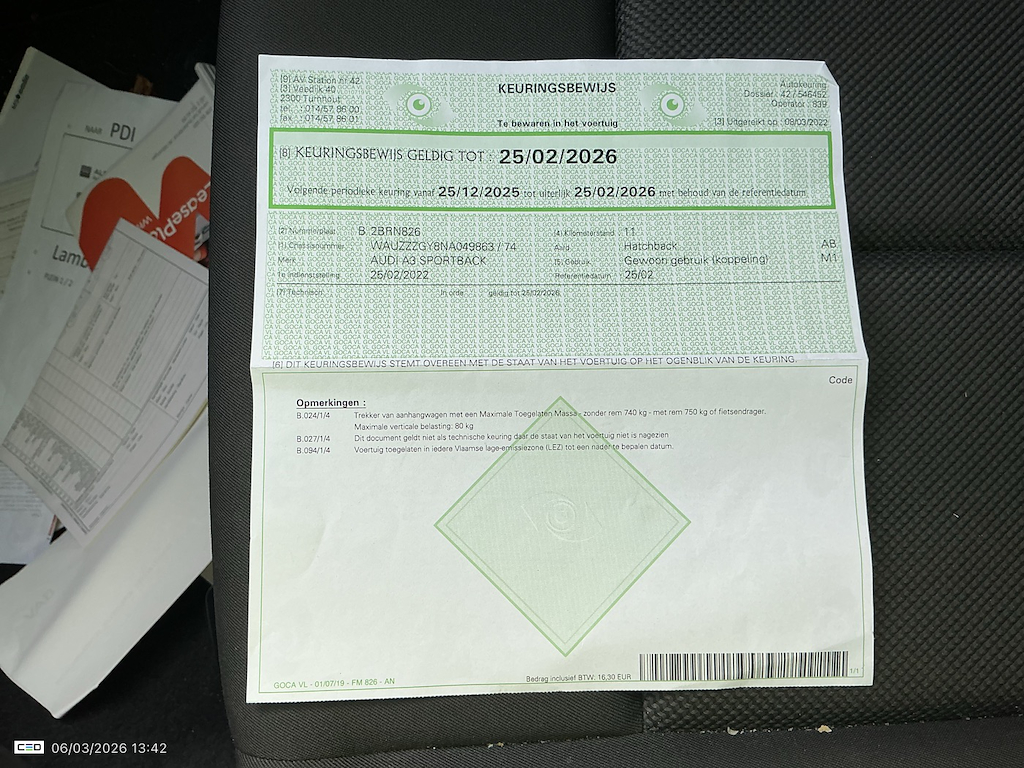 [9] AV Station nr 42
[3] Veedijk 40
2300 Turnhout
tel. : 014/57 86 00
fax : 014/57 86 01
KEURINGSBEWIJS
Te bewaren in het voertuig
Autokeuring
Dossier : 42 / 546452
Operator : 839
[3] Uitgereikt op : 08/03/2022
[8] KEURINGSBEWIJS GELDIG TOT : 25/02/2026
Volgende periodieke keuring vanaf 25/12/2025 tot uiterlijk 25/02/2026 met behoud van de referentiedatum
[2] Nummerplaat B 2BRN826 [4] Kilometerstand 11
[1] Chassisnummer WAUZZZGY8NA049863 / 74 Aard Hatchback AB
Merk AUDI A3 SPORTBACK [5] Gebruik Gewoon gebruik (koppeling) M1
1e Indienststelling 25/02/2022 Referentiedatum 25/02
[7] Technisch In orde geldig tot 25/02/2026
[6] DIT KEURINGSBEWIJS STEMT OVEREEN MET DE STAAT VAN HET VOERTUIG OP HET OGENBLIK VAN DE KEURING.
Code
Opmerkingen :
B.024/1/4 Trekker van aanhangwagen met een Maximale Toegelaten Massa - zonder rem 740 kg - met rem 750 kg of fietsendrager.
Maximale verticale belasting: 80 kg
B.027/1/4 Dit document geldt niet als technische keuring daar de staat van het voertuig niet is nagezien
B.094/1/4 Voertuig toegelaten in iedere Vlaamse lage-emissiezone (LEZ) tot een nader te bepalen datum.
GOCA VL - 01/07/19 - FM 826 - AN
Bedrag inclusief BTW: 16,30 EUR
1/1
PDI
LeasePl
Lamb
CEO 06/03/2026 13:42